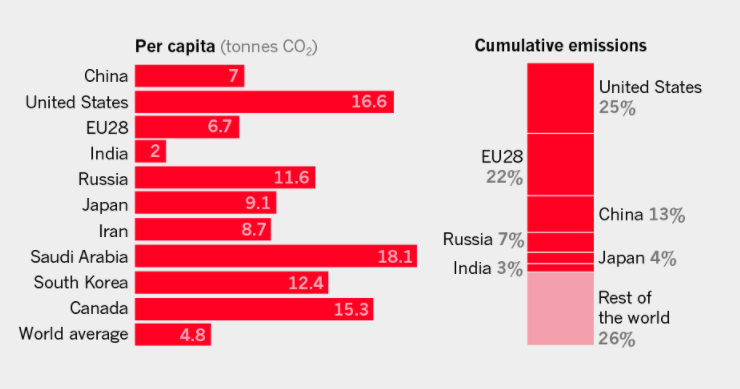 Per capita (tonnes CO₂)
China 7
United States 16.6
EU28 6.7
India 2
Russia 11.6
Japan 9.1
Iran 8.7
Saudi Arabia 18.1
South Korea 12.4
Canada 15.3
World average 4.8
Cumulative emissions
United States
25%
EU28
22%
China 13%
Russia 7%
Japan 4%
India 3%
Rest of
the world
26%